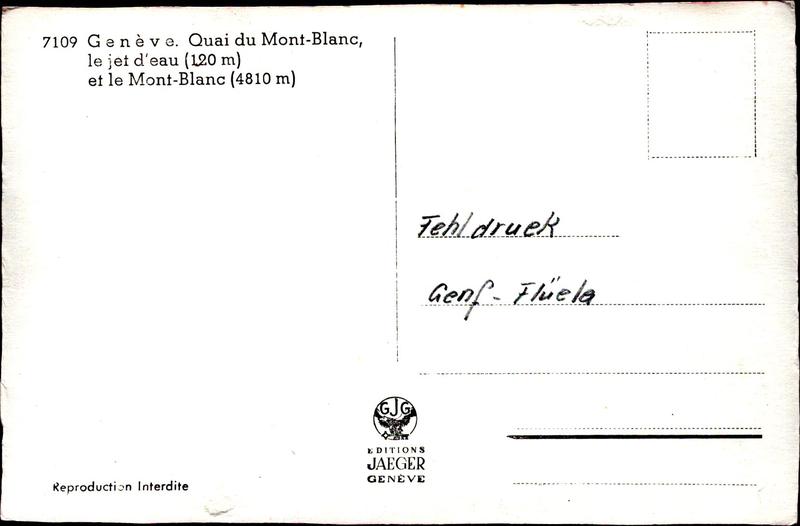 7109 Genève. Quai du Mont-Blanc,
le jet d'eau (120 m)
et le Mont-Blanc (4810 m)
Fehldruck
Genf - Flüela
GJG
EDITIONS
JAEGER
GENÈVE
Reproduction Interdite